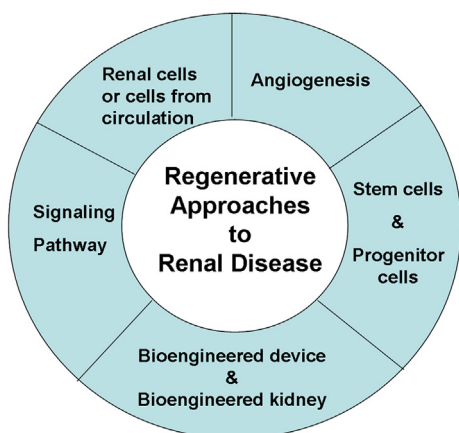 Regenerative
Approaches
to
Renal Disease
Renal cells
or cells from
circulation
Angiogenesis
Stem cells
&
Progenitor
cells
Bioengineered device
&
Bioengineered kidney
Signaling
Pathway